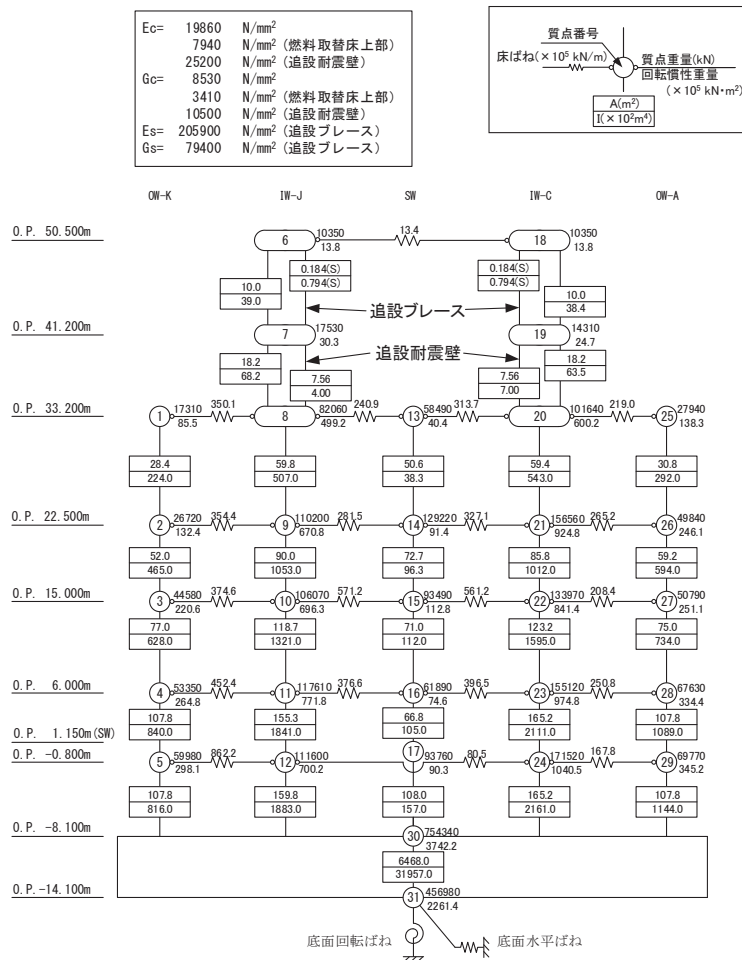 Ec= 19860 N/mm²
7940 N/mm² (燃料取替床上部)
25200 N/mm² (追設耐震壁)
Gc= 8530 N/mm²
3410 N/mm² (燃料取替床上部)
10500 N/mm² (追設耐震壁)
Es= 205900 N/mm² (追設ブレース)
Gs= 79400 N/mm² (追設ブレース)
質点番号
床ばね(×10⁵ kN/m)
質点重量(kN)
回転慣性重量
(×10⁵ kN・m²)
A(m²)
I(×10²m⁴)
OW-K IW-J SW IW-C OW-A
O.P. 50.500m
6 10350 13.4 18 10350
13.8 13.8
0.184(S) 0.184(S)
0.794(S) 0.794(S)
10.0 10.0
39.0 38.4
追設ブレース
O.P. 41.200m
7 17530 19 14310
30.3 24.7
追設耐震壁
18.2 18.2
68.2 63.5
7.56 7.56
4.00 7.00
O.P. 33.200m
1 17310 350.1 8 82060 240.9 13 58490 313.7 20 101640 219.0 25 27940
85.5 499.2 40.4 600.2 138.3
28.4 59.8 50.6 59.4 30.8
224.0 507.0 38.3 543.0 292.0
O.P. 22.500m
2 26720 354.4 9 110200 281.5 14 129220 327.1 21 156560 265.2 26 49840
132.4 670.8 91.4 924.8 246.1
52.0 90.0 72.7 85.8 59.2
465.0 1053.0 96.3 1012.0 594.0
O.P. 15.000m
3 44580 374.6 10 106070 571.2 15 93490 561.2 22 133970 208.4 27 50790
220.6 696.3 112.8 841.4 251.1
77.0 118.7 71.0 123.2 75.0
628.0 1321.0 112.0 1595.0 734.0
O.P. 6.000m
4 53350 452.4 11 117610 376.6 16 61890 396.5 23 155120 250.8 28 67630
264.8 771.8 74.6 974.8 334.4
107.8 155.3 66.8 165.2 107.8
840.0 1841.0 105.0 2111.0 1089.0
O.P. 1.150m(SW)
O.P. -0.800m
5 59980 862.2 12 111600 17 93760 80.5 24 171520 167.8 29 69770
298.1 700.2 90.3 1040.5 345.2
107.8 159.8 108.0 165.2 107.8
816.0 1883.0 157.0 2161.0 1144.0
O.P. -8.100m
30 754340
3742.2
6468.0
31957.0
O.P.-14.100m
31 456980
2261.4
底面回転ばね 底面水平ばね